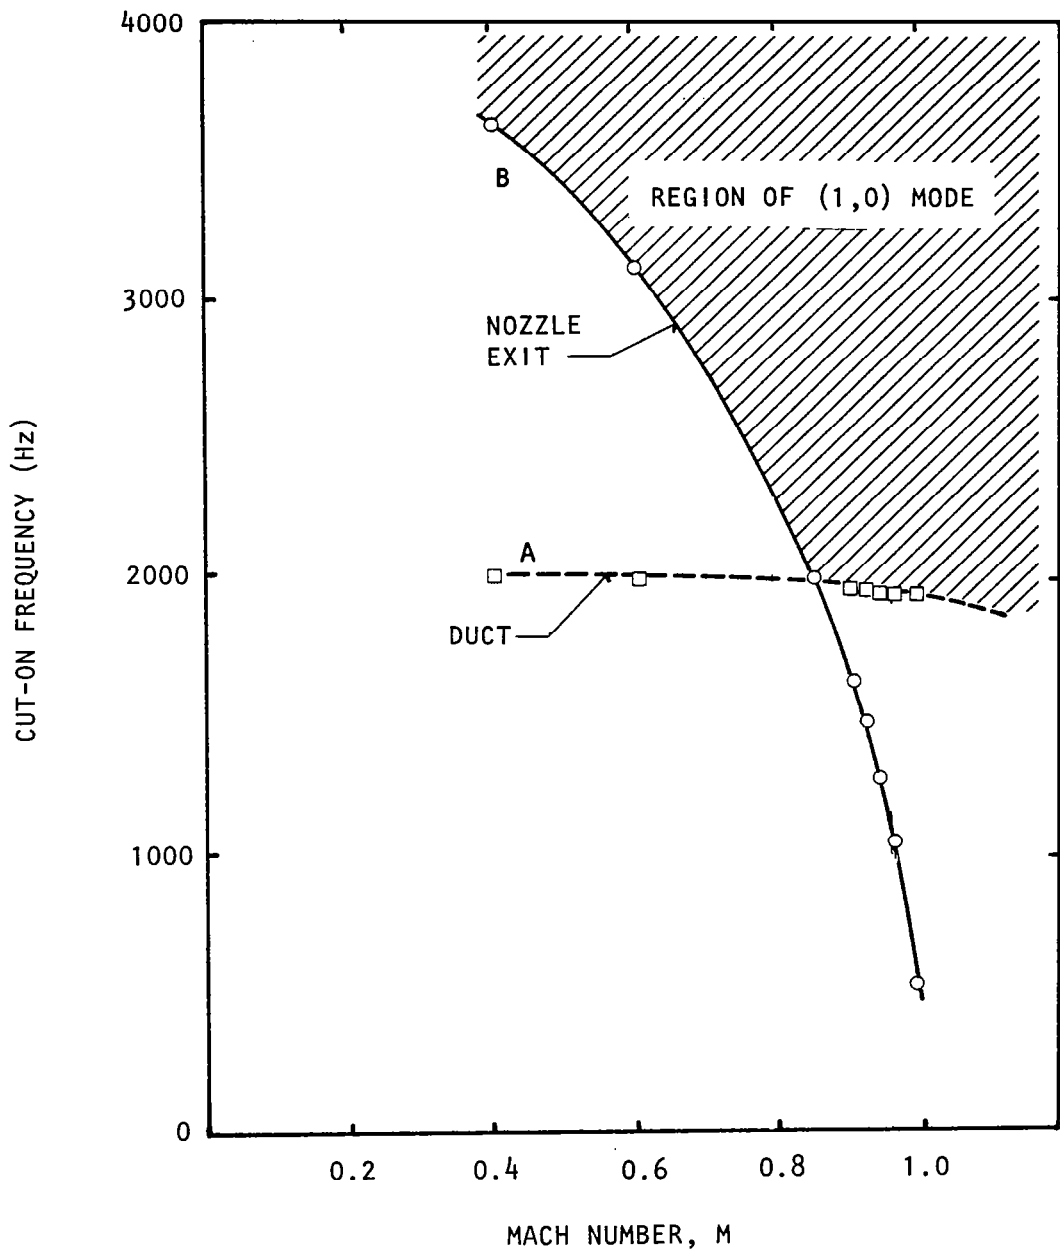 4000
B
REGION OF (1,0) MODE
3000
NOZZLE
EXIT
CUT-ON FREQUENCY (Hz)
A
2000
DUCT
1000
0
0.2 0.4 0.6 0.8 1.0
MACH NUMBER, M